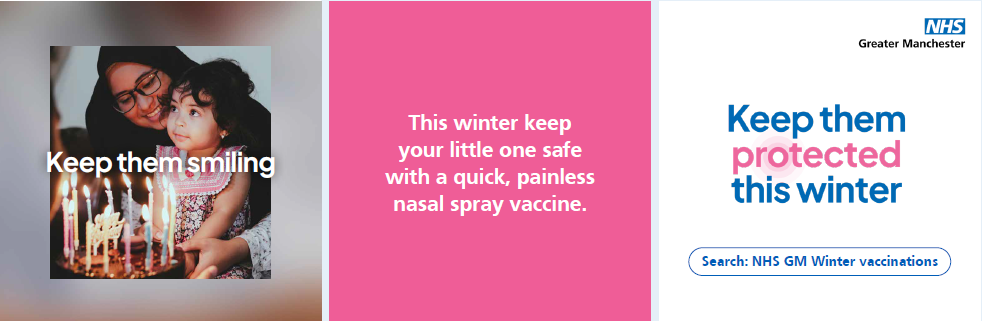 Keep them smiling
This winter keep
your little one safe
with a quick, painless
nasal spray vaccine.
NHS
Greater Manchester
Keep them
protected
this winter
Search: NHS GM Winter vaccinations